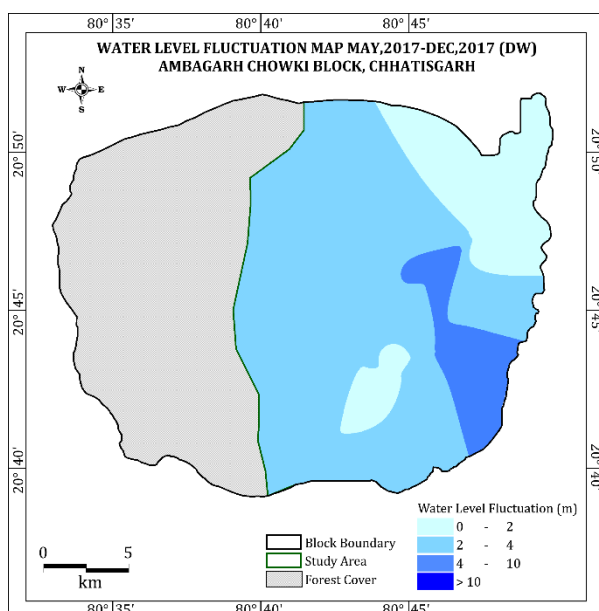 80° 35' 80° 40' 80° 45'
WATER LEVEL FLUCTUATION MAP MAY,2017-DEC,2017 (DW)
AMBAGARH CHOWKI BLOCK, CHHATISGARH
N
W E
S
20° 50' 20° 50'
20° 45' 20° 45'
20° 40' 20° 40'
Water Level Fluctuation (m)
0 - 2
2 - 4
4 - 10
> 10
Block Boundary
Study Area
Forest Cover
0 5
km
80° 35' 80° 40' 80° 45'